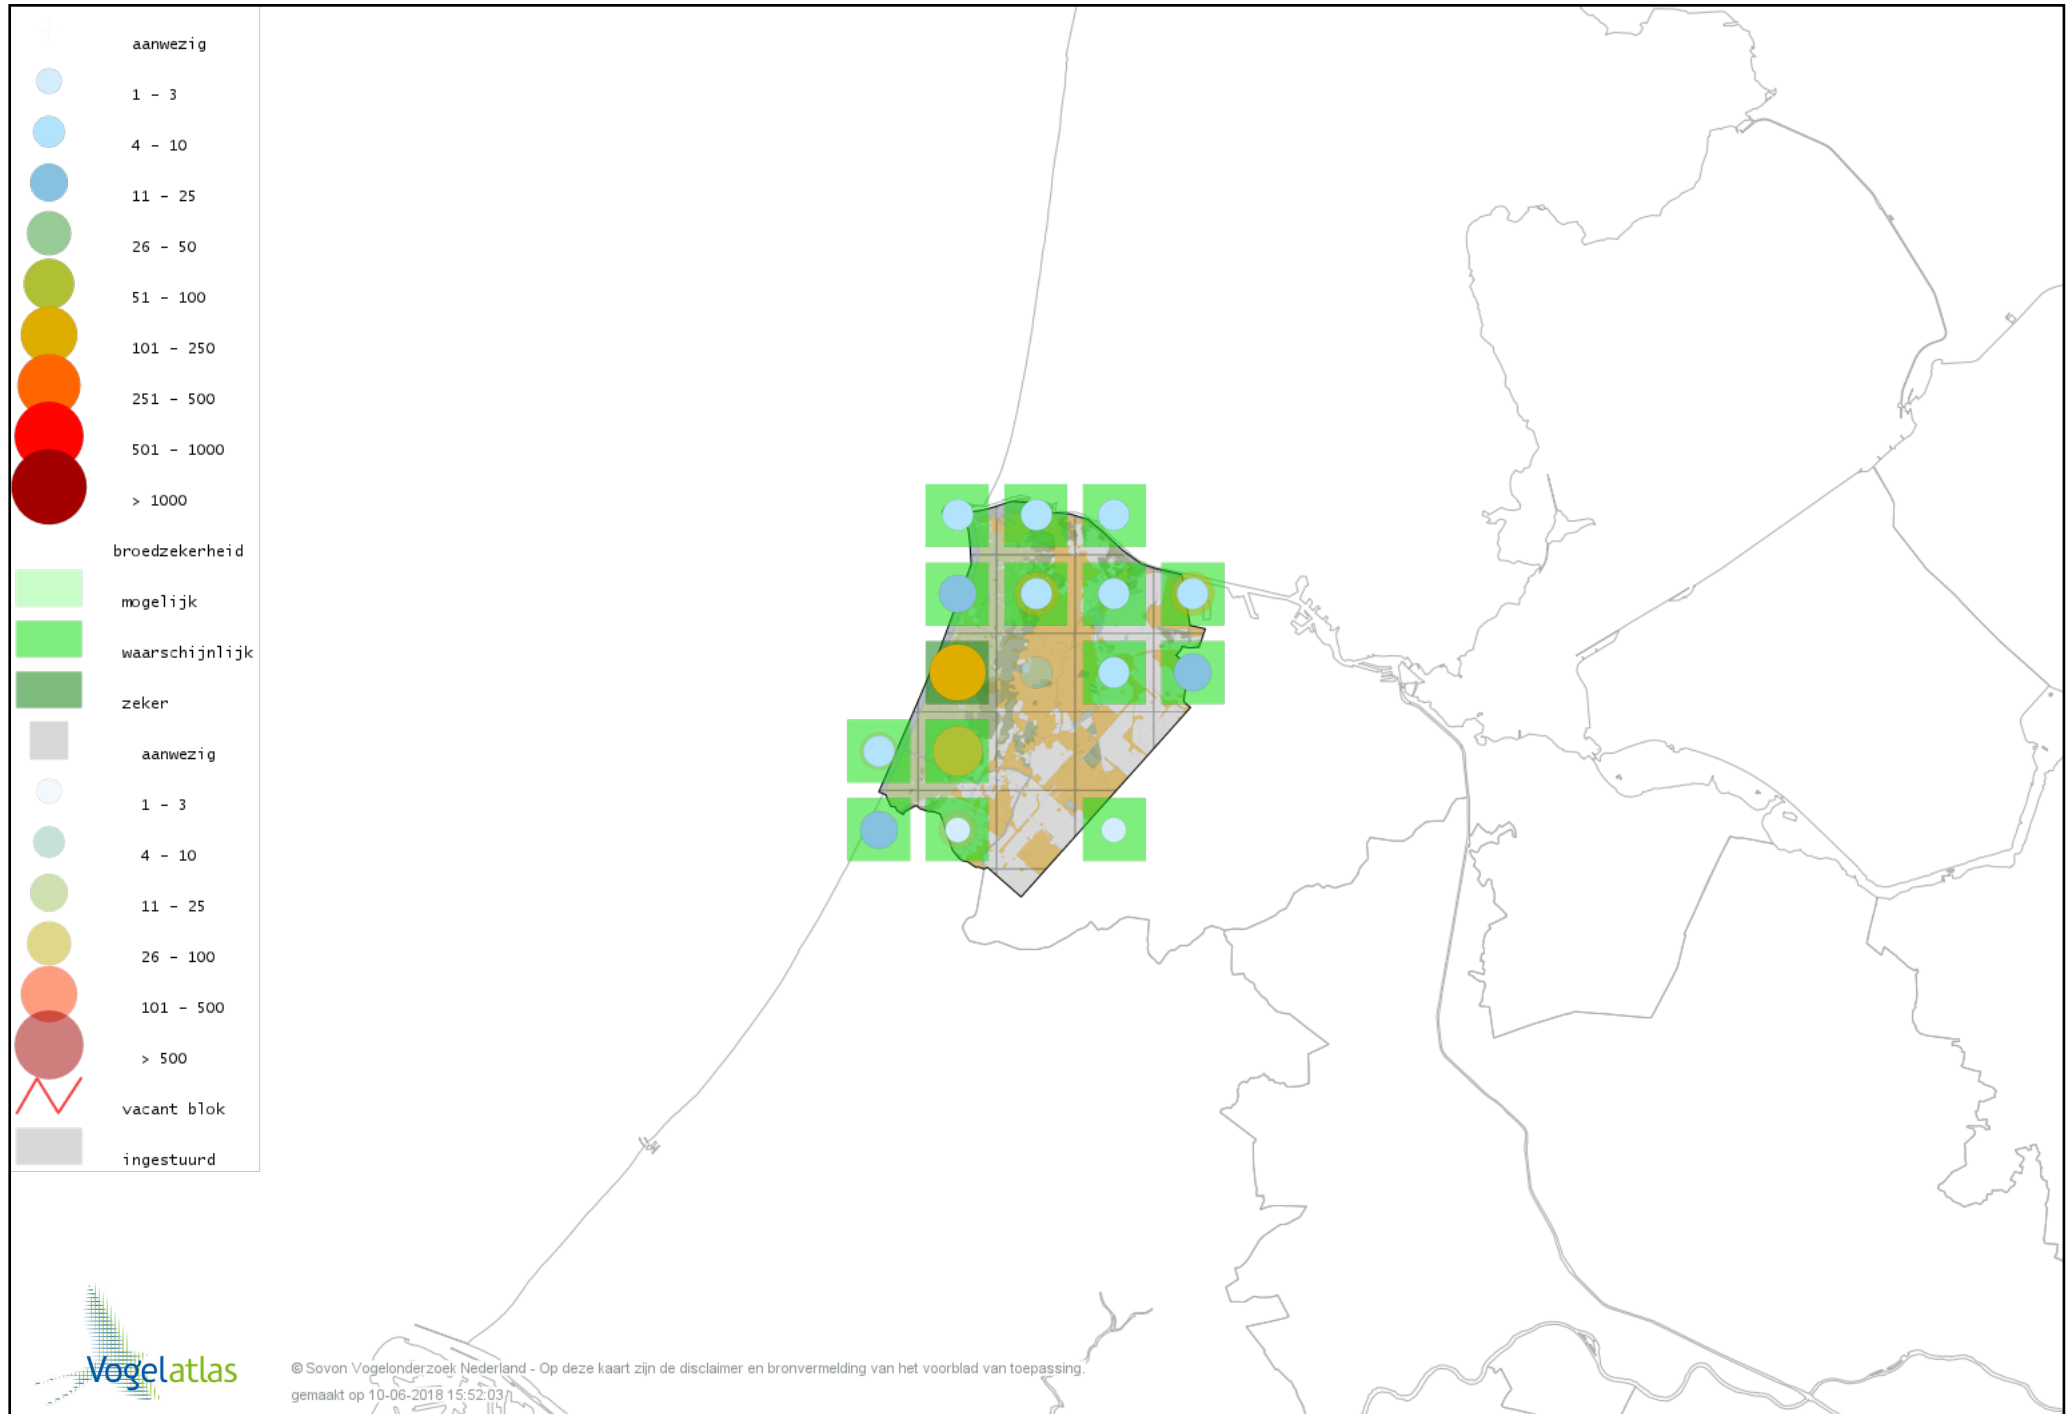 aanwezig
1 - 3
4 - 10
11 - 25
26 - 50
51 - 100
101 - 250
251 - 500
501 - 1000
> 1000
broedzekerheid
mogelijk
waarschijnlijk
zeker
aanwezig
1 - 3
4 - 10
11 - 25
26 - 100
101 - 500
> 500
vacant blok
ingestuurd
Vogelatlas
© Sovon Vogelonderzoek Nederland - Op deze kaart zijn de disclaimer en bronvermelding van het voorblad van toepassing.
gemaakt op 10-06-2018 15:52:03